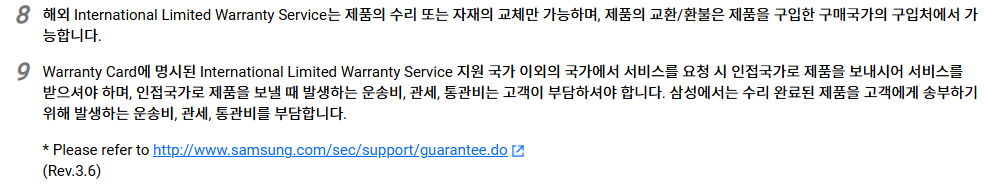 8 해외 International Limited Warranty Service는 제품의 수리 또는 자재의 교체만 가능하며, 제품의 교환/환불은 제품을 구입한 구매국가의 구입처에서 가
능합니다.
9 Warranty Card에 명시된 International Limited Warranty Service 지원 국가 이외의 국가에서 서비스를 요청 시 인접국가로 제품을 보내시어 서비스를
받으셔야 하며, 인접국가로 제품을 보낼 때 발생하는 운송비, 관세, 통관비는 고객이 부담하셔야 합니다. 삼성에서는 수리 완료된 제품을 고객에게 송부하기
위해 발생하는 운송비, 관세, 통관비를 부담합니다.
* Please refer to http://www.samsung.com/sec/support/guarantee.do
(Rev.3.6)